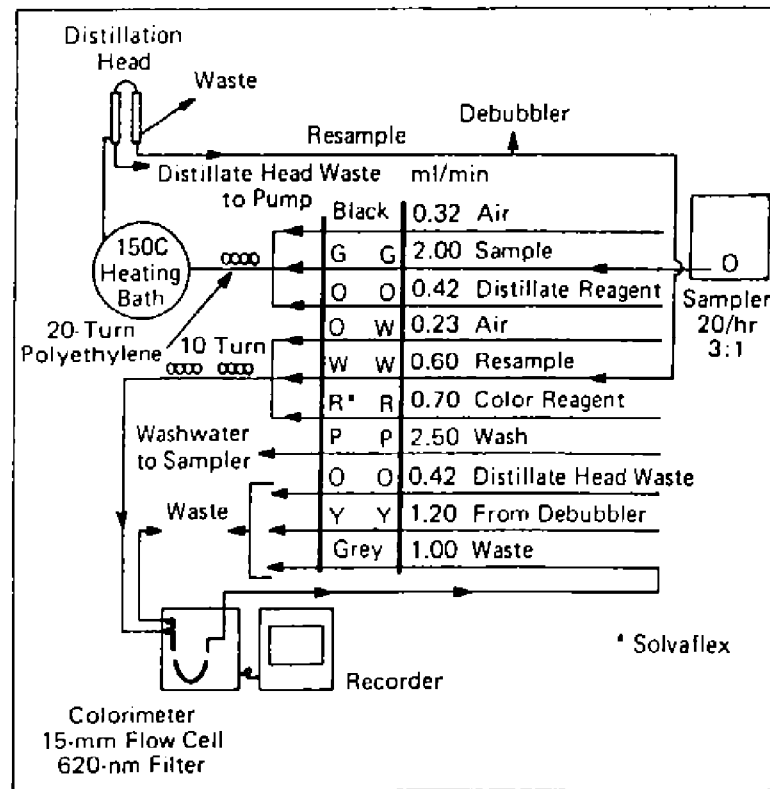 Distillation
Head
Waste
Debubbler
Resample
Distillate Head Waste
to Pump
ml/min
Black 0.32 Air
150C
Heating
Bath
G G 2.00 Sample
O
O O 0.42 Distillate Reagent
Sampler
20/hr
3:1
20-Turn
Polyethylene
O W 0.23 Air
10 Turn
W W 0.60 Resample
R* R 0.70 Color Reagent
Washwater
to Sampler
P P 2.50 Wash
O O 0.42 Distillate Head Waste
Waste
Y Y 1.20 From Debubbler
Grey 1.00 Waste
* Solvaflex
Recorder
Colorimeter
15-mm Flow Cell
620-nm Filter